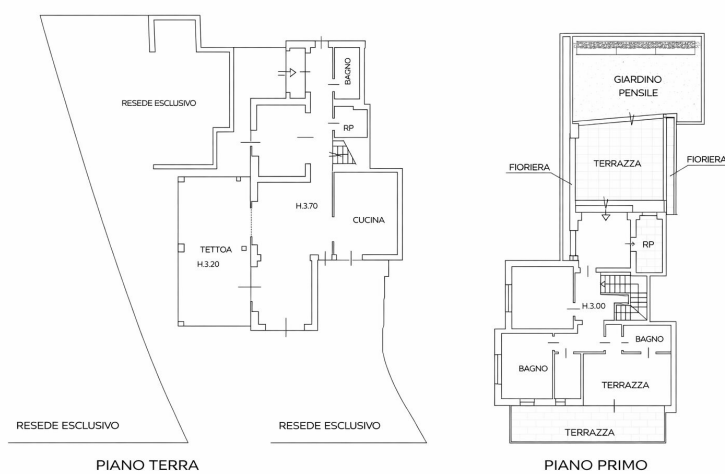 RESEDE ESCLUSIVO
BAGNO
RP
H.3.70
CUCINA
TETTOA
H.3.20
RESEDE ESCLUSIVO
RESEDE ESCLUSIVO
PIANO TERRA
GIARDINO
PENSILE
FIORIERA
TERRAZZA
FIORIERA
RP
H.3.00
BAGNO
BAGNO
TERRAZZA
TERRAZZA
PIANO PRIMO